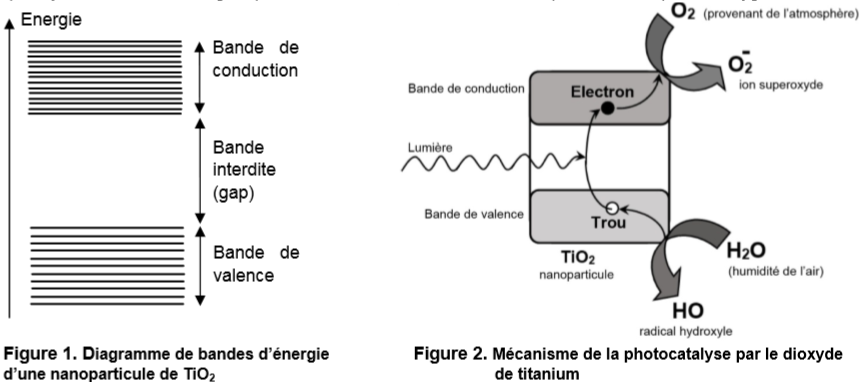 Energie
Bande de
conduction
Bande
interdite
(gap)
Bande de
valence
Figure 1. Diagramme de bandes d'énergie
d'une nanoparticule de TiO₂
O₂ (provenant de l'atmosphère)
O₂⁻
ion superoxyde
Bande de conduction
Electron
Lumière
Bande de valence
Trou
TiO₂
nanoparticule
H₂O
(humidité de l'air)
HO
radical hydroxyle
Figure 2. Mécanisme de la photocatalyse par le dioxyde
de titanium